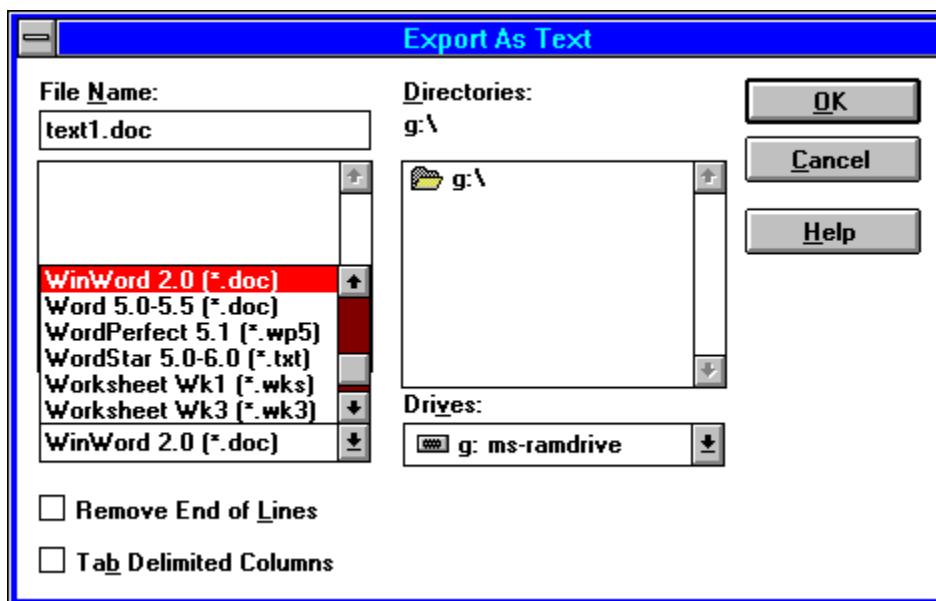 Export As Text
File Name:
text1.doc
WinWord 2.0 (*.doc)
Word 5.0-5.5 (*.doc)
WordPerfect 5.1 (*.wp5)
WordStar 5.0-6.0 (*.txt)
Worksheet Wk1 (*.wks)
Worksheet Wk3 (*.wk3)
WinWord 2.0 (*.doc)
Directories:
g:\
g:\
Drives:
g: ms-ramdrive
OK
Cancel
Help
Remove End of Lines
Tab Delimited Columns